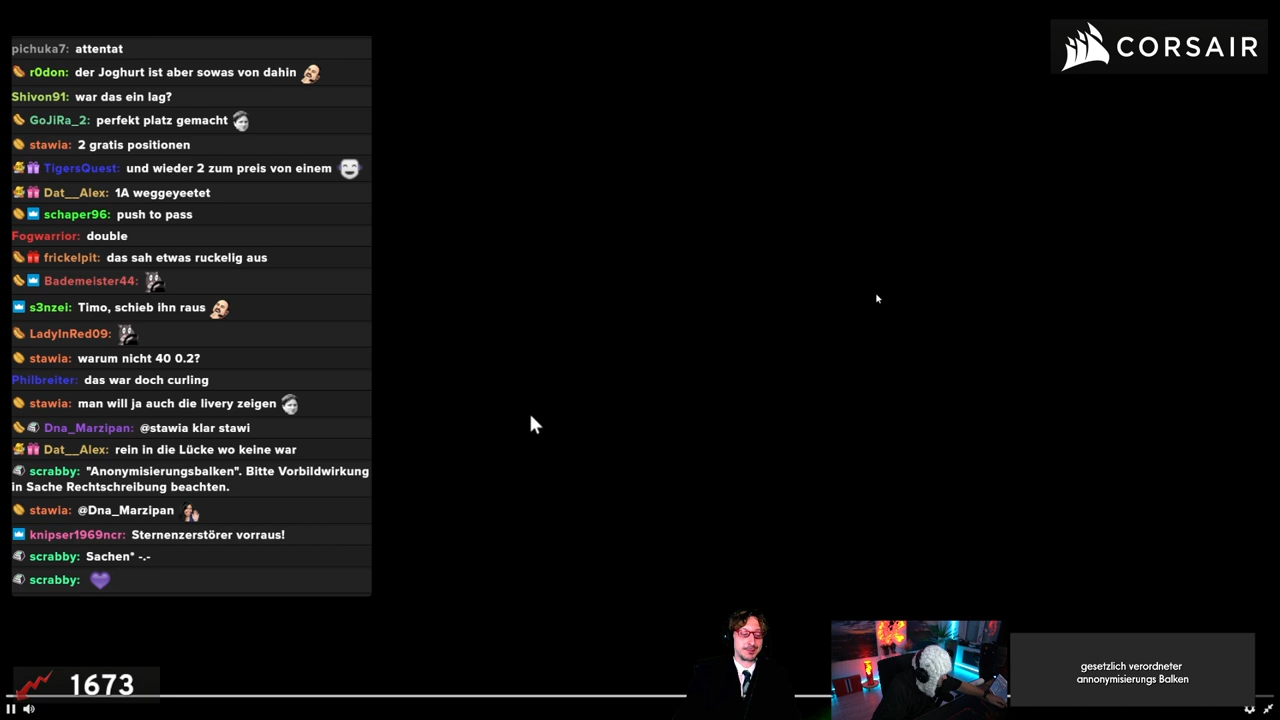 pichuka7: attentat
r0don: der Joghurt ist aber sowas von dahin
Shivon91: war das ein lag?
GoJiRa_2: perfekt platz gemacht
stawia: 2 gratis positionen
TigersQuest: und wieder 2 zum preis von einem
Dat__Alex: 1A weggeyeetet
schaper96: push to pass
Fogwarrior: double
frickelpit: das sah etwas ruckelig aus
Bademeister44:
s3nzei: Timo, schieb ihn raus
LadyInRed09:
stawia: warum nicht 40 0.2?
Philbreiter: das war doch curling
stawia: man will ja auch die livery zeigen
Dna_Marzipan: @stawia klar stawi
Dat__Alex: rein in die Lücke wo keine war
scrabby: "Anonymisierungsbalken". Bitte Vorbildwirkung
in Sache Rechtschreibung beachten.
stawia: @Dna_Marzipan
knipser1969ncr: Sternenzerstörer vorraus!
scrabby: Sachen* -.-
scrabby:
CORSAIR
1673
gesetzlich verordneter
annonymisierungs Balken